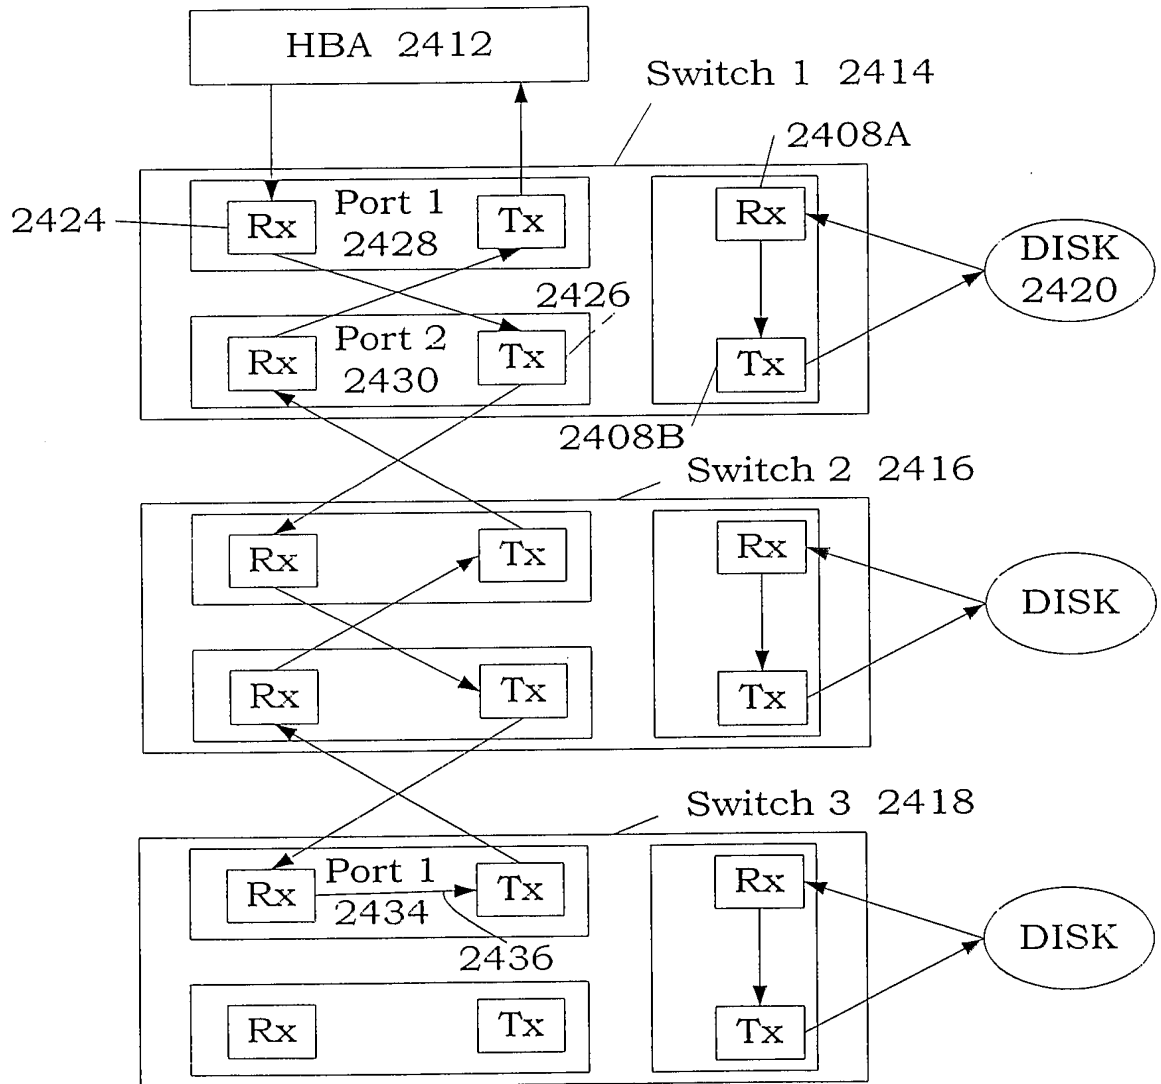 HBA 2412
Switch 1 2414
2408A
2424
Rx
Port 1
2428
Tx
Rx
DISK
2420
2426
Rx
Port 2
2430
Tx
Tx
2408B
Switch 2 2416
Rx
Tx
Rx
DISK
Rx
Tx
Tx
Switch 3 2418
Rx
Port 1
2434
Tx
Rx
2436
DISK
Rx
Tx
Tx